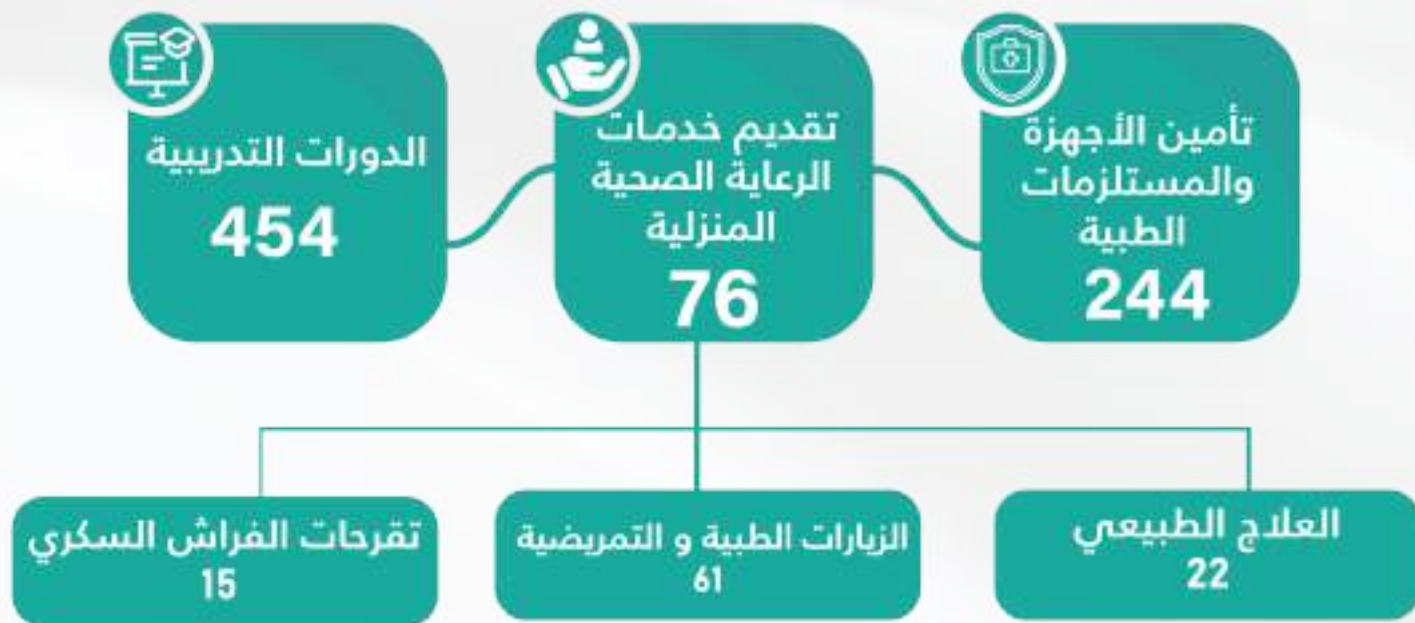 تأمين الأجهزة
والمستلزمات
الطبية
244
تقديم خدمات
الرعاية الصحية
المنزلية
76
الدورات التدريبية
454
العلاج الطبيعي
22
الزيارات الطبية و التمريضية
61
تقرحات الفراش السكري
15